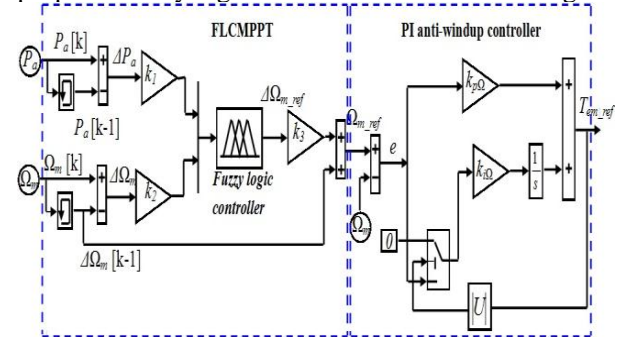 FLCMPPT
PI anti-windup controller
Pₐ [k]
Pₐ
ΔPₐ
k₁
Pₐ[k-1]
ΔΩₘ_ref
k₃
Ωₘ_ref
Ωₘ [k]
Ωₘ
ΔΩₘ
k₂
Fuzzy logic
controller
ΔΩₘ [k-1]
e
Ωₘ
kₚΩ
Tₑₘ_ref
kᵢΩ
1
s
0
|U|